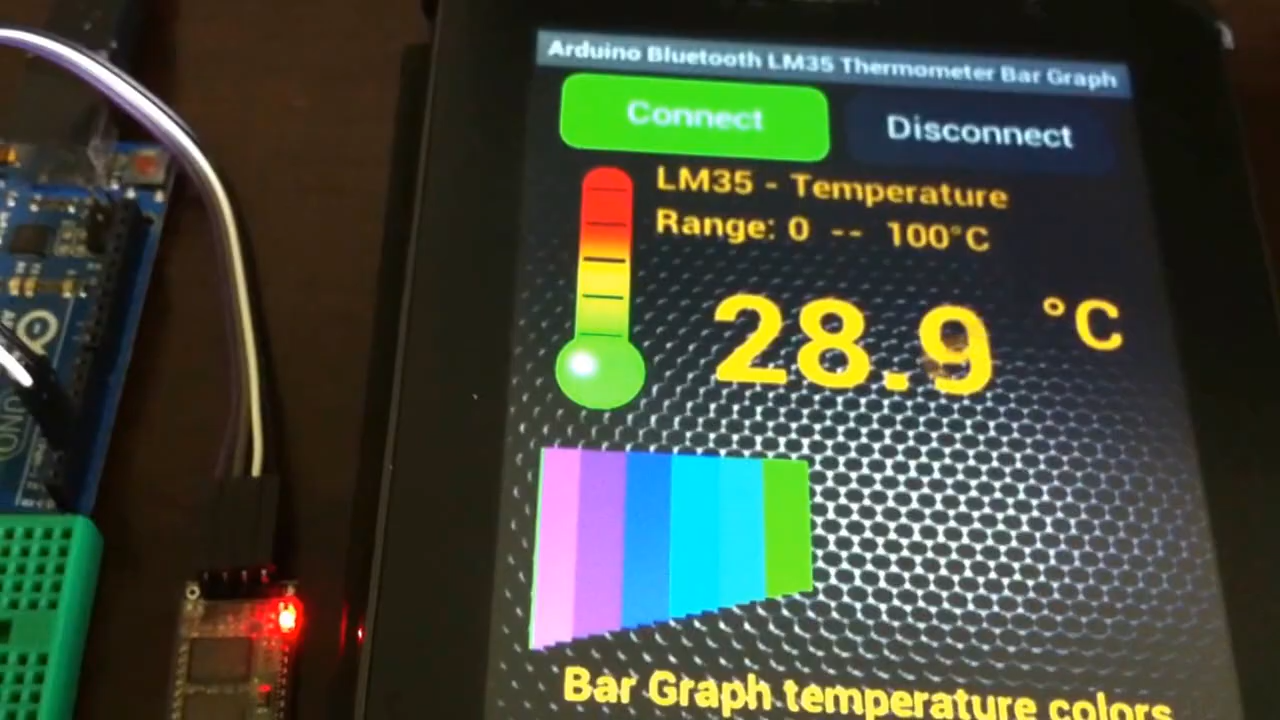 Arduino Bluetooth LM35 Thermometer Bar Graph
Connect
Disconnect
LM35 - Temperature
Range: 0 -- 100°C
28.9 °C
Bar Graph temperature colors
UNO